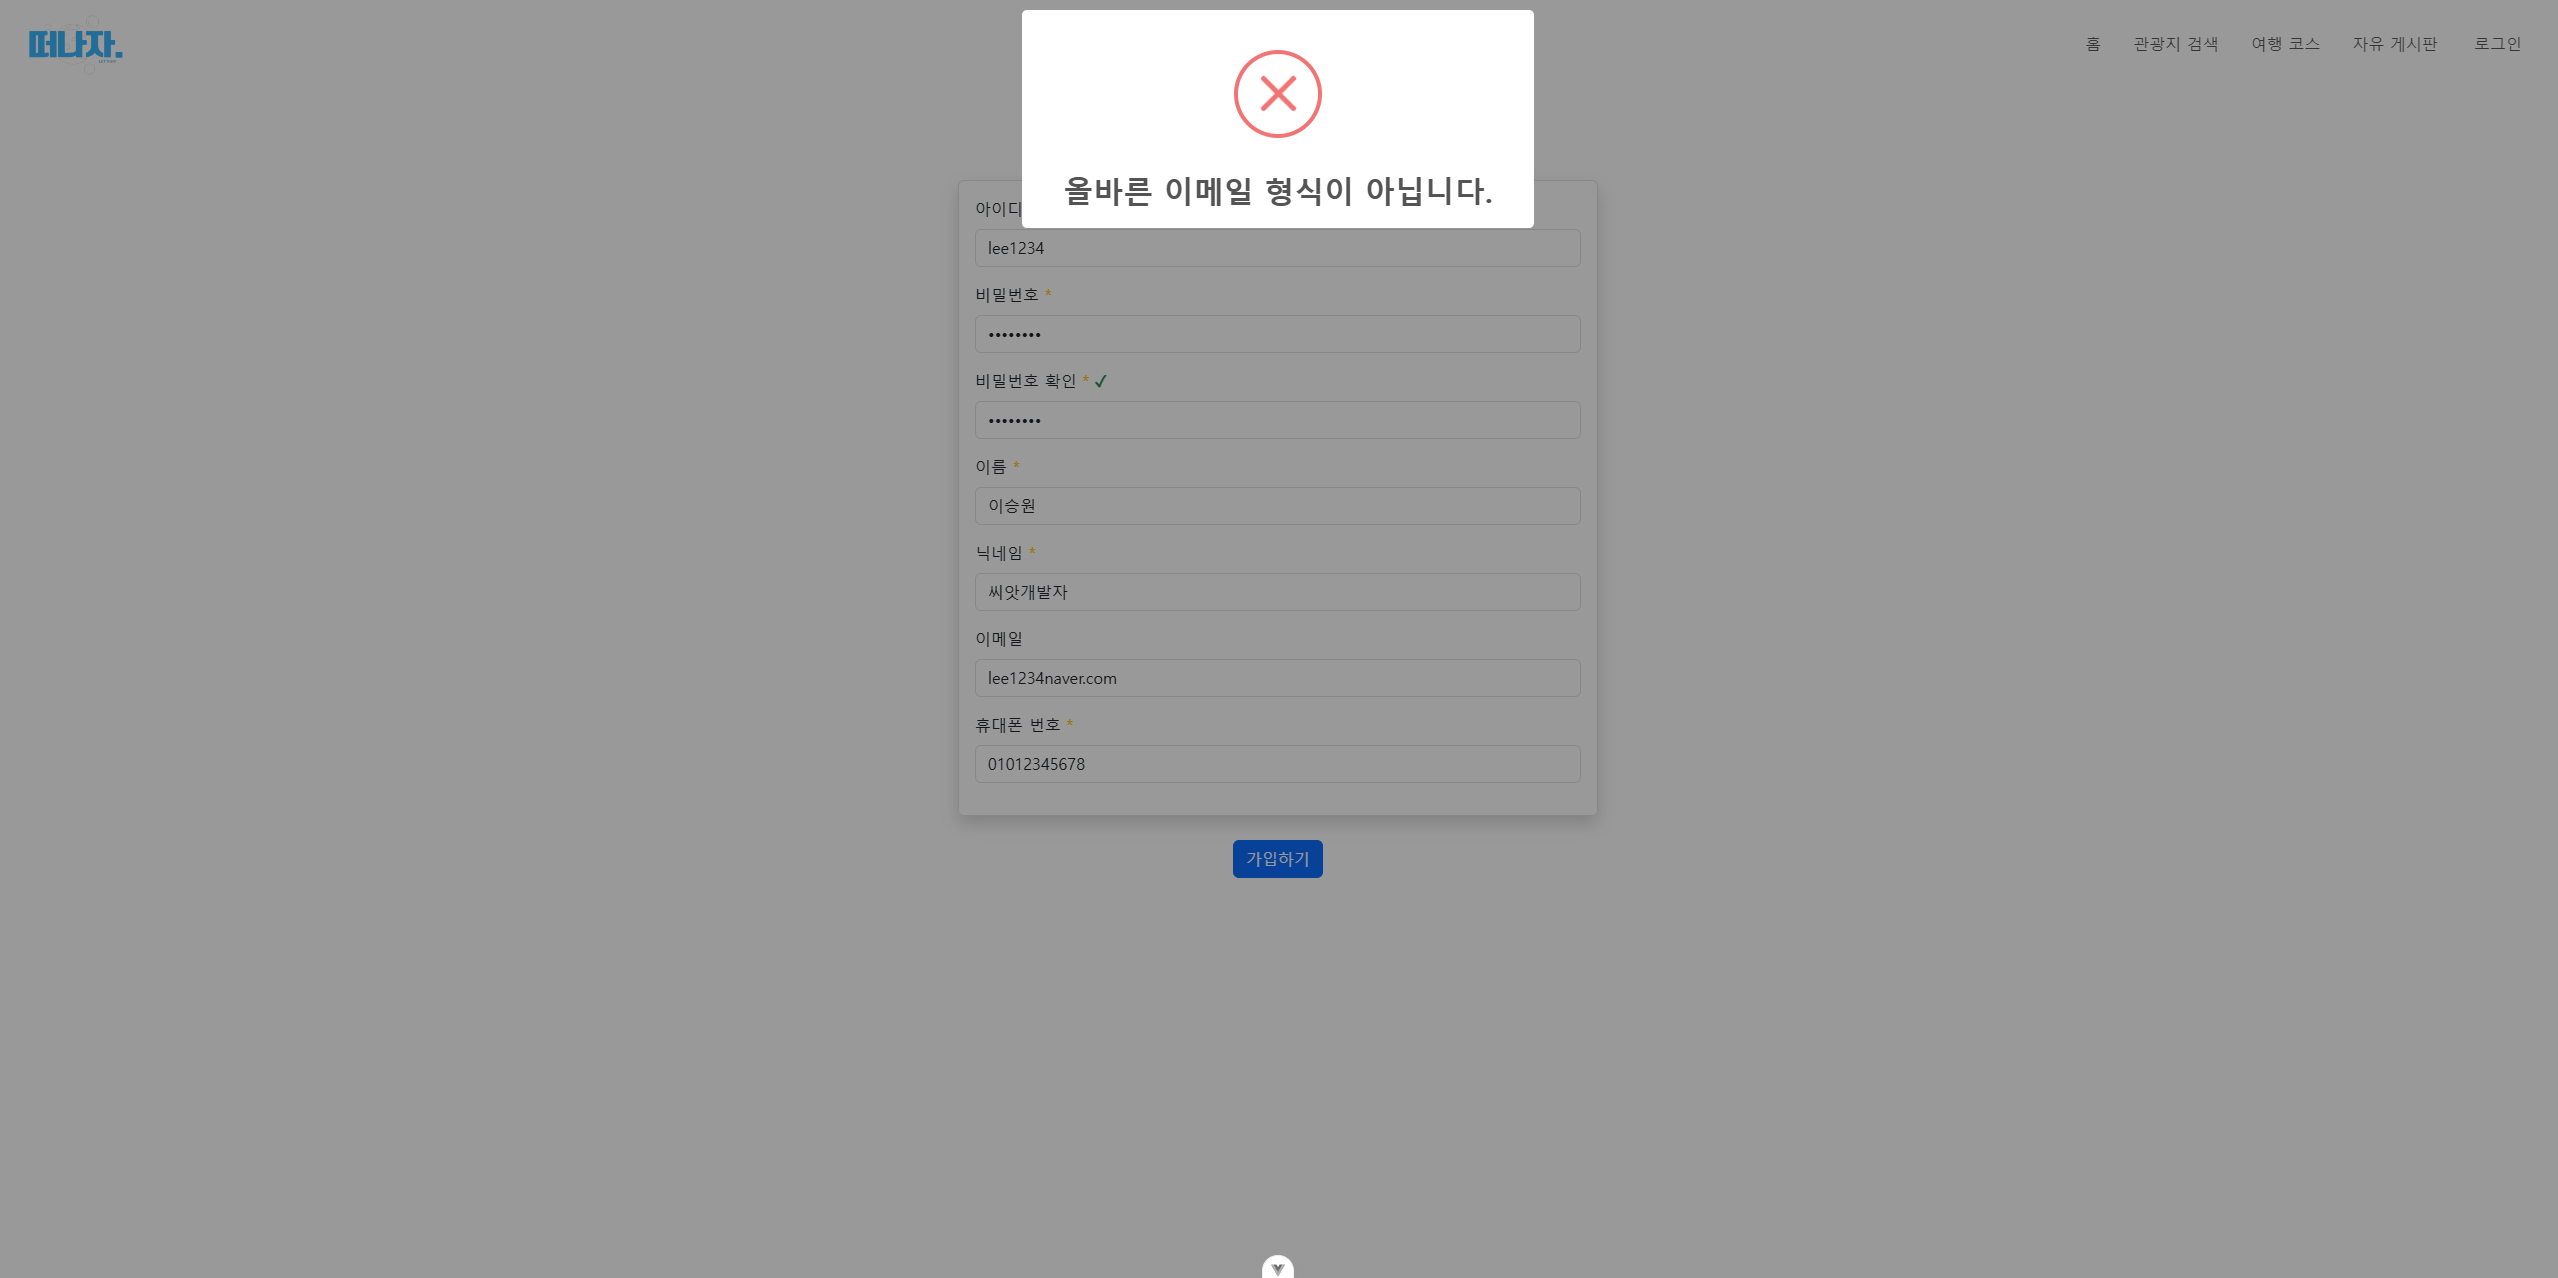 떠나자.
홈
관광지 검색
여행 코스
자유 게시판
로그인
올바른 이메일 형식이 아닙니다.
아이디
lee1234
비밀번호 *
••••••••
비밀번호 확인 * ✓
••••••••
이름 *
이승원
닉네임 *
씨앗개발자
이메일
lee1234naver.com
휴대폰 번호 *
01012345678
가입하기